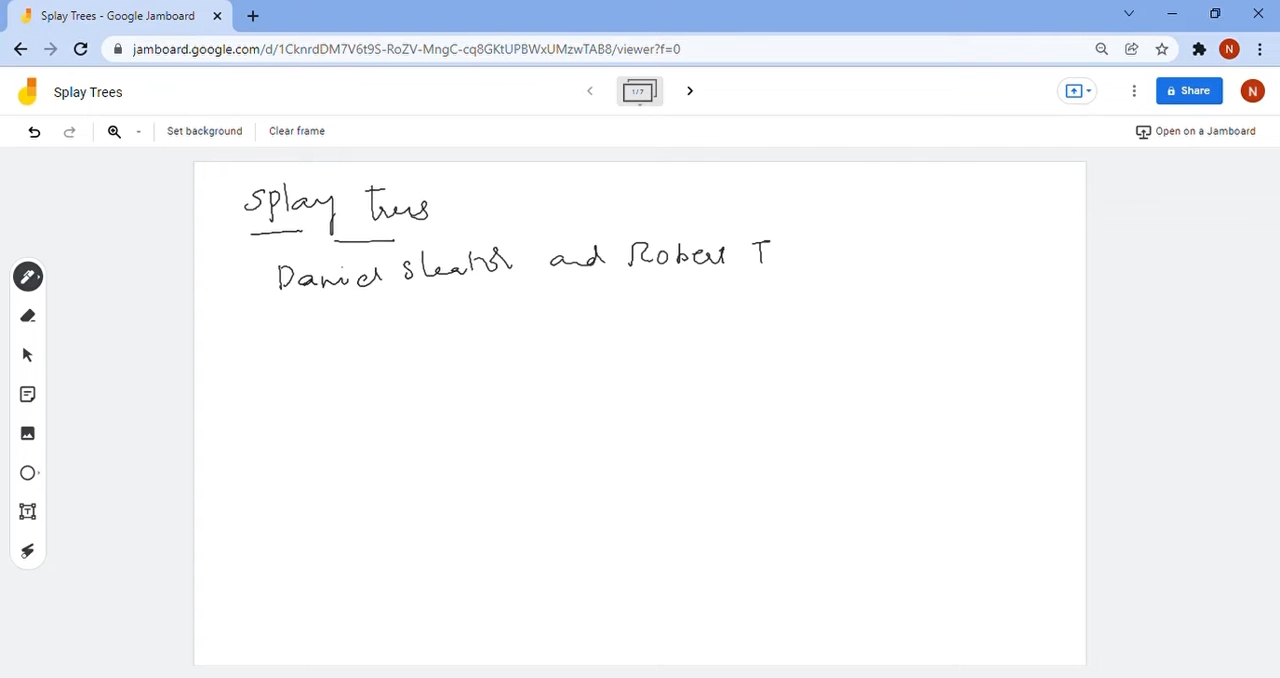 Splay Trees - Google Jamboard
jamboard.google.com/d/1CknrdDM7V6t9S-RoZV-MngC-cq8GKtUPBWxUMzwTAB8/viewer?f=0
N
Splay Trees
1/7
Share
N
Set background
Clear frame
Open on a Jamboard
Splay trees
Daniel Sleator and Robert T
T